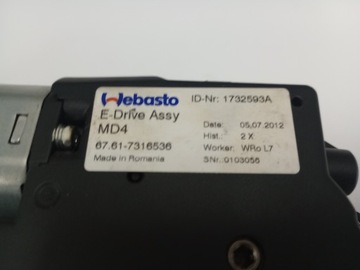 Webasto
ID-Nr: 1732593A
E-Drive Assy
MD4
Date: 05.07.2012
Hist.: 2 X
67.61-7316536
Worker: WRo L7
Made in Romania
SNr: 0103056